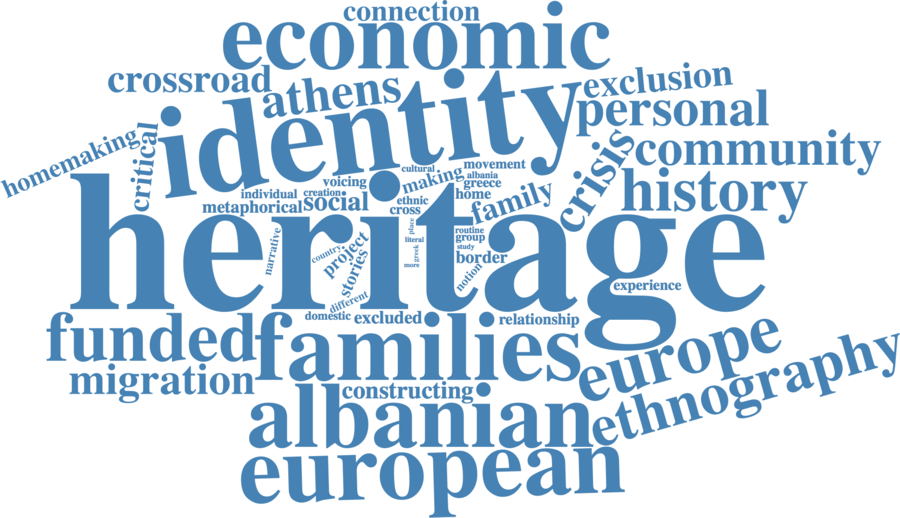 connection
economic
crossroad
athens
exclusion
identity
personal
homemaking
critical
crisis
community
cultural
movement
voicing
making
albania
greece
history
individual
creation
home
metaphorical
social
ethnic
cross
family
heritage
narrative
country
project
stories
place
literal
greek
more
routine
group
study
border
notion
experience
different
domestic
excluded
relationship
funded
families
europe
migration
constructing
ethnography
albanian
european